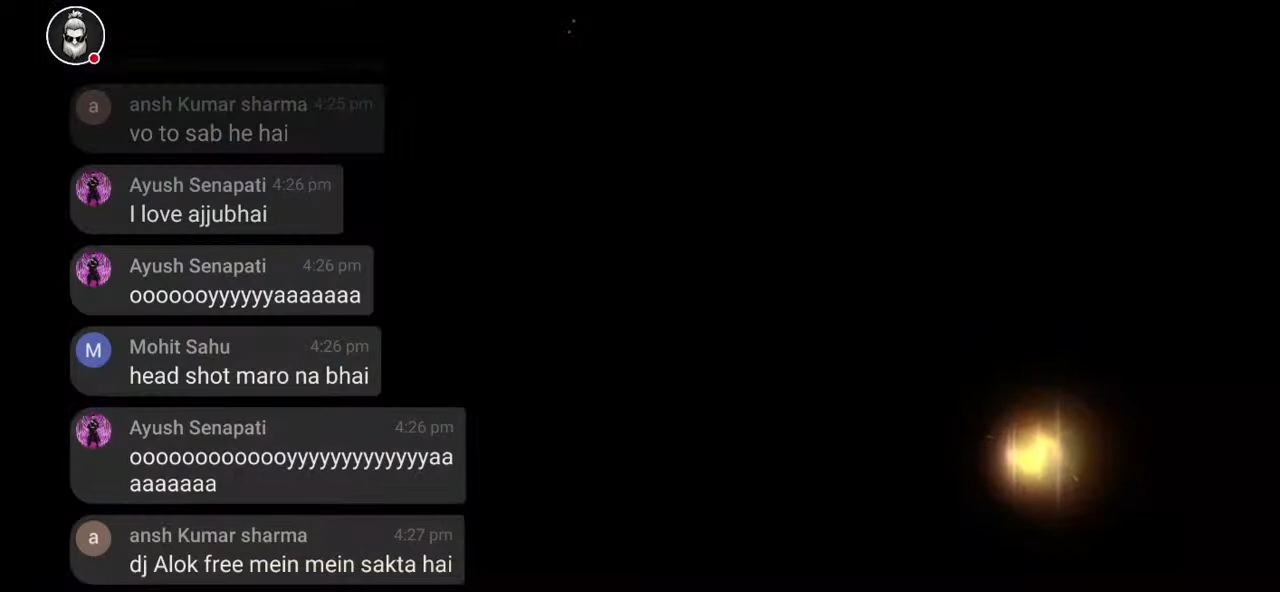 ansh Kumar sharma 4:25 pm
vo to sab he hai
Ayush Senapati 4:26 pm
I love ajjubhai
Ayush Senapati 4:26 pm
ooooooyyyyyyaaaaaaa
Mohit Sahu 4:26 pm
head shot maro na bhai
Ayush Senapati 4:26 pm
ooooooooooooyyyyyyyyyyyyyaa
aaaaaaa
ansh Kumar sharma 4:27 pm
dj Alok free mein mein sakta hai